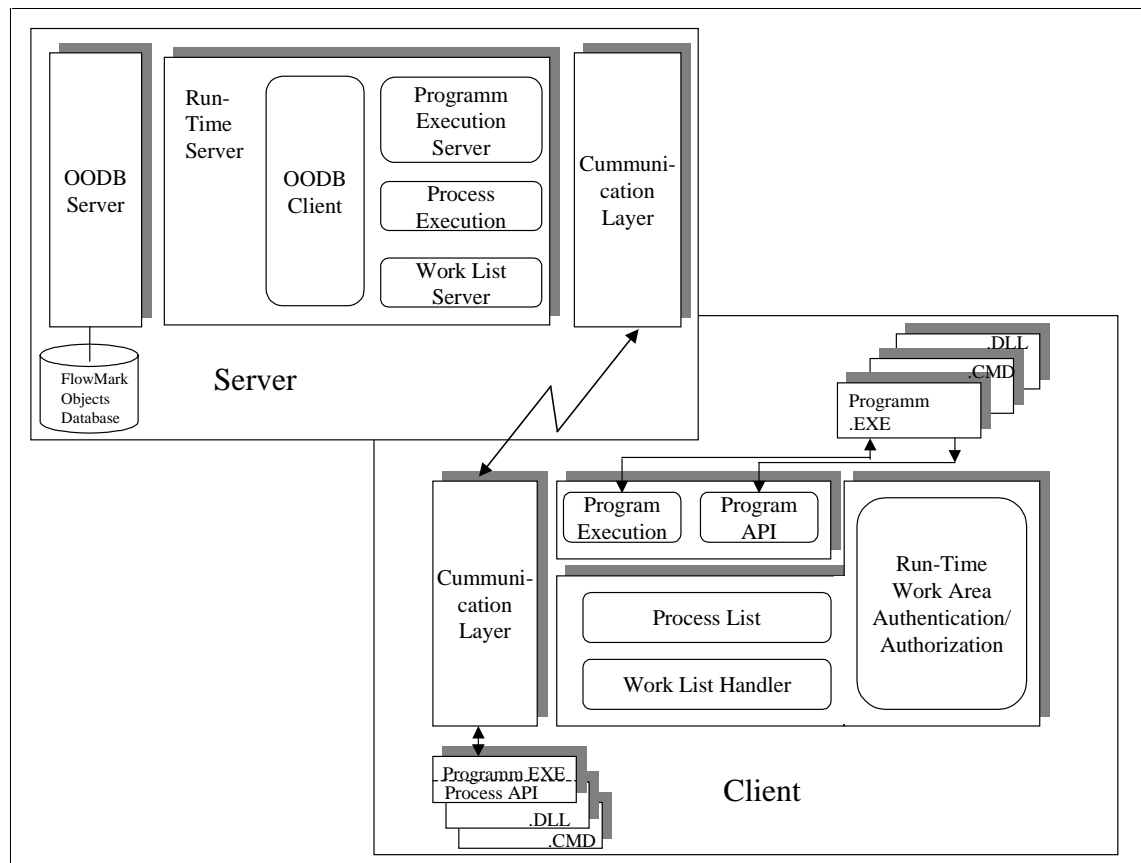 OODB
Server
Run-
Time
Server
OODB
Client
Programm
Execution
Server
Process
Execution
Work List
Server
Cummuni-
cation
Layer
FlowMark
Objects
Database
Server
.DLL
.CMD
Programm
.EXE
Cummuni-
cation
Layer
Program
Execution
Program
API
Process List
Work List Handler
Run-Time
Work Area
Authentication/
Authorization
Programm EXE
Process API
.DLL
.CMD
Client